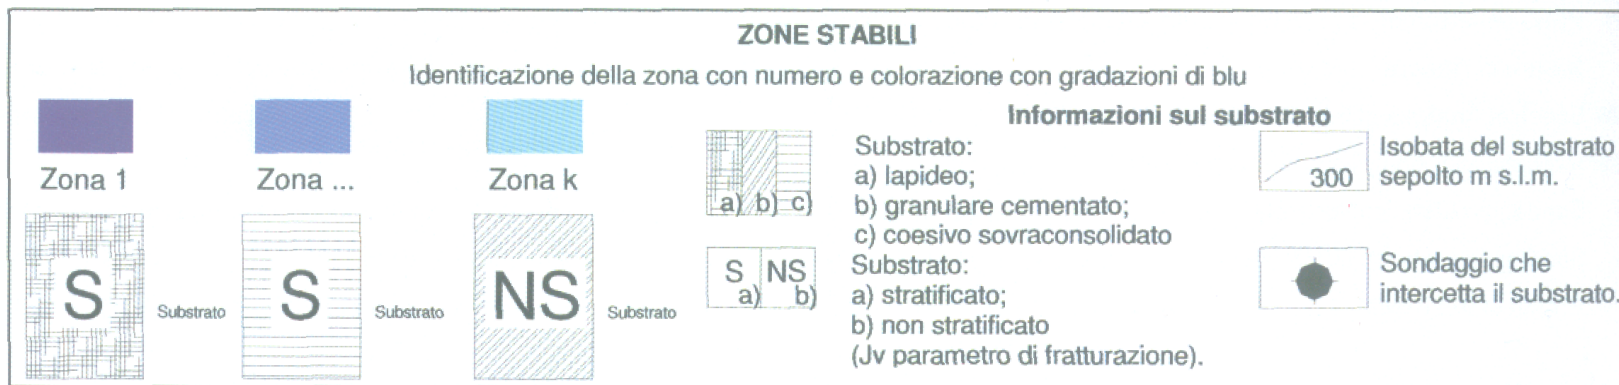 ZONE STABILI
Identificazione della zona con numero e colorazione con gradazioni di blu
Zona 1
Zona ...
Zona k
S
Substrato
S
Substrato
NS
Substrato
Informazioni sul substrato
a) b) c)
Substrato:
a) lapideo;
b) granulare cementato;
c) coesivo sovraconsolidato
S NS
a) b)
Substrato:
a) stratificato;
b) non stratificato
(Jv parametro di fratturazione).
300
Isobata del substrato
sepolto m s.l.m.
Sondaggio che
intercetta il substrato.